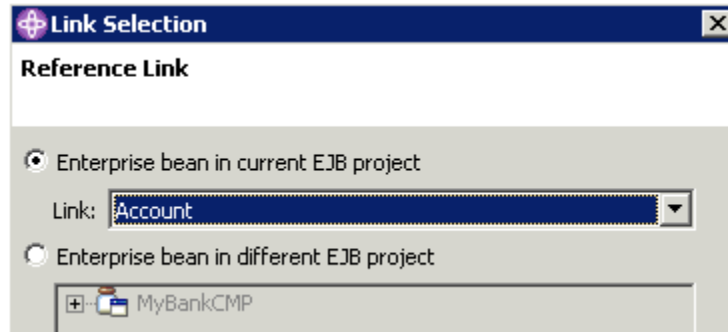 Link Selection
Reference Link
Enterprise bean in current EJB project
Link: Account
Enterprise bean in different EJB project
MyBankCMP